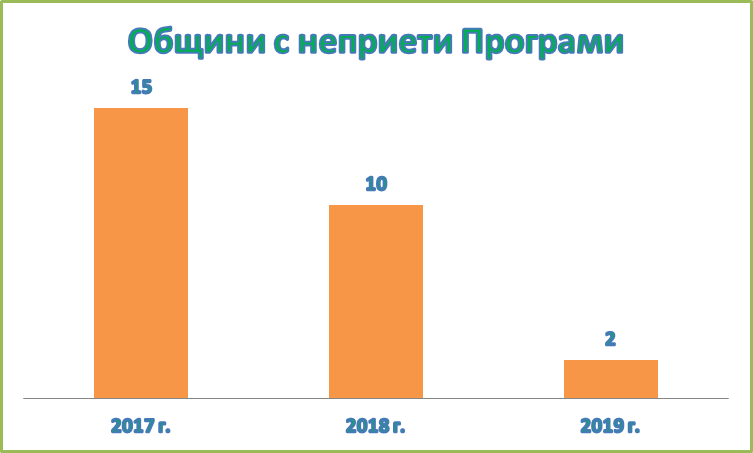 Общини с неприети Програми
15
10
2
2017 г.
2018 г.
2019 г.